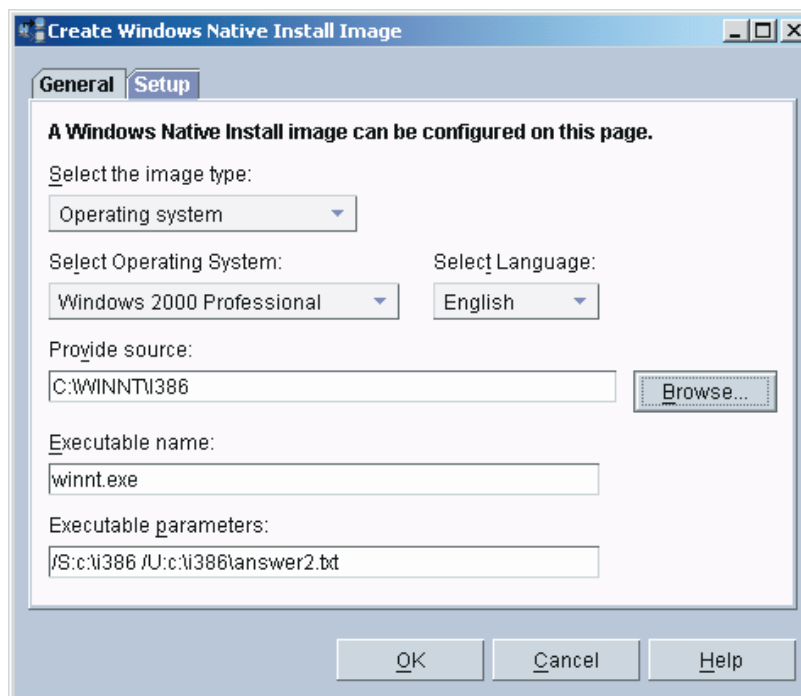 Create Windows Native Install Image
General Setup
A Windows Native Install image can be configured on this page.
Select the image type:
Operating system
Select Operating System: Select Language:
Windows 2000 Professional English
Provide source:
C:\WINNT\I386 Browse...
Executable name:
winnt.exe
Executable parameters:
/S:c:\i386 /U:c:\i386\answer2.txt
OK Cancel Help